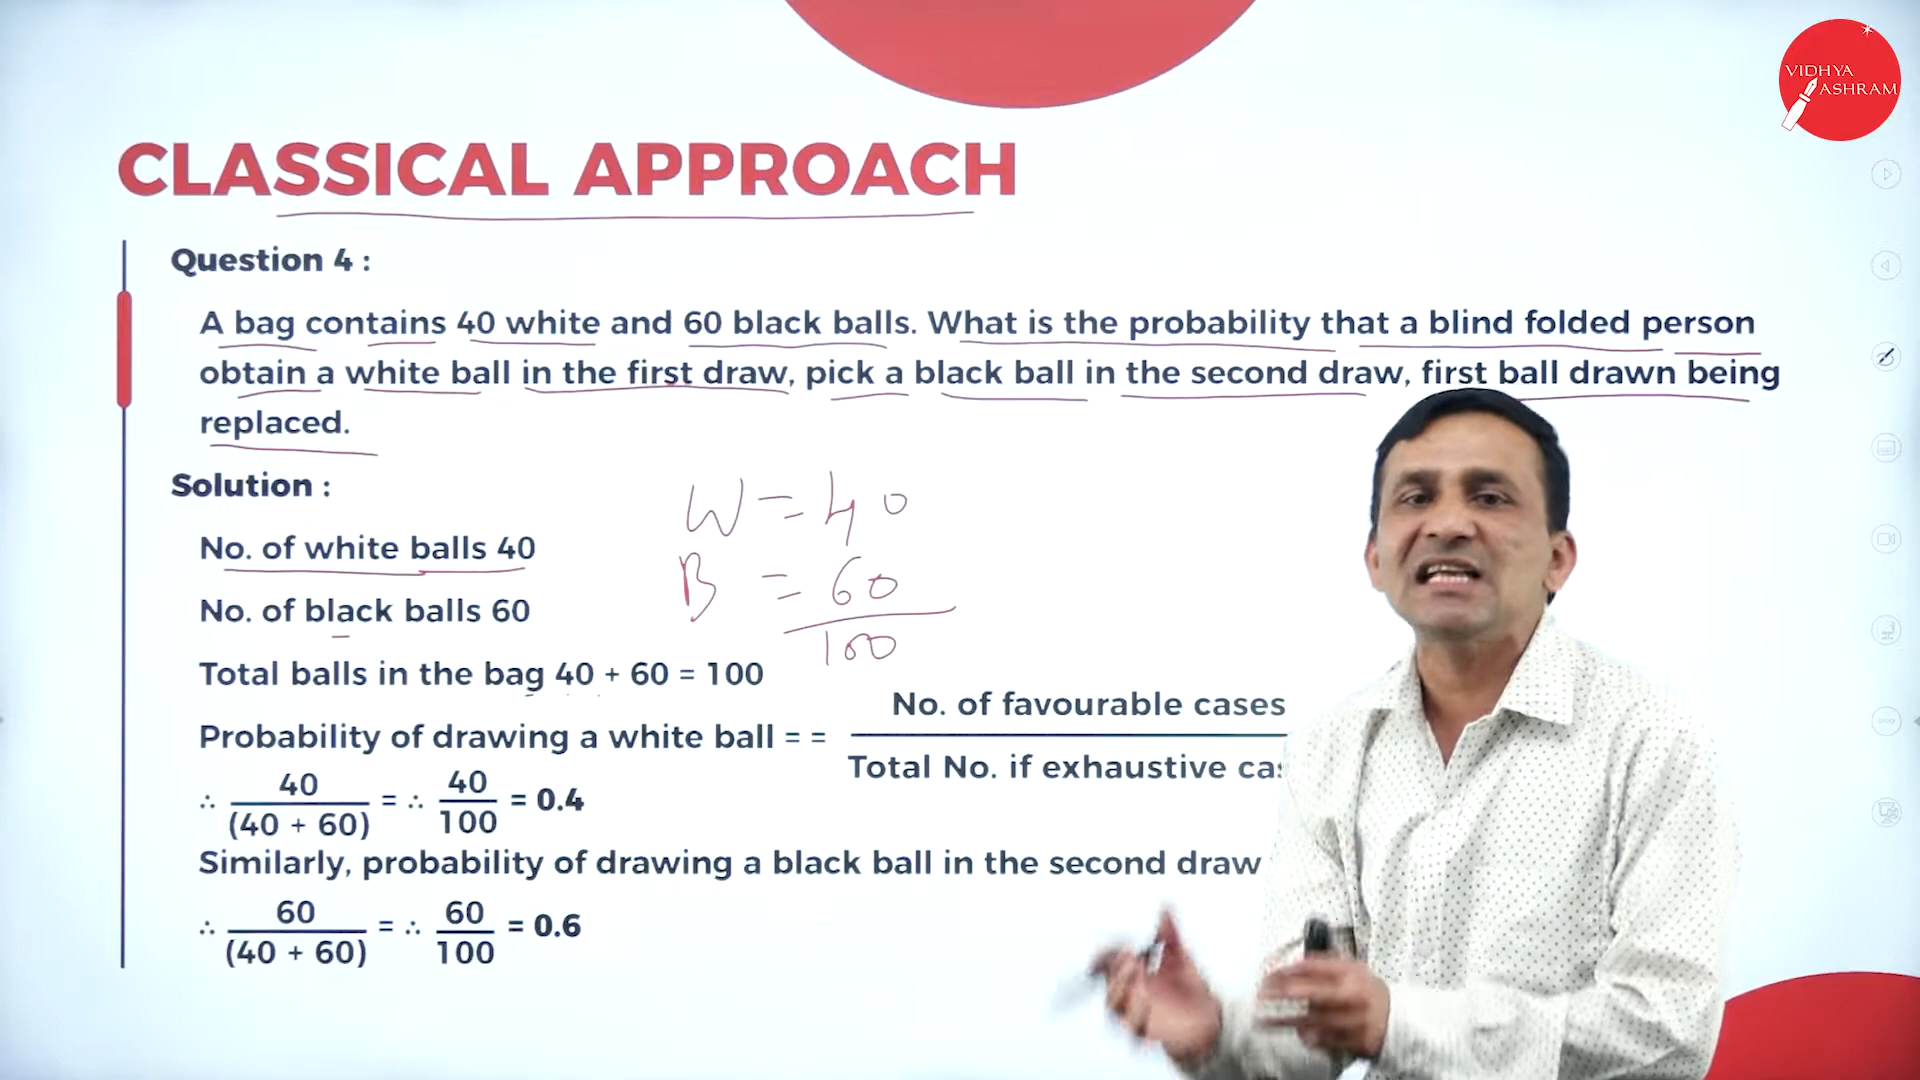 VIDHYA
ASHRAM
CLASSICAL APPROACH
Question 4 :
A bag contains 40 white and 60 black balls. What is the probability that a blind folded person
obtain a white ball in the first draw, pick a black ball in the second draw, first ball drawn being
replaced.
Solution :
W = 40
No. of white balls 40
B = 60
No. of black balls 60
100
Total balls in the bag 40 + 60 = 100
No. of favourable cases
Probability of drawing a white ball = =
Total No. if exhaustive
∴ 40 / (40 + 60) = ∴ 40 / 100 = 0.4
Similarly, probability of drawing a black ball in the second draw
∴ 60 / (40 + 60) = ∴ 60 / 100 = 0.6